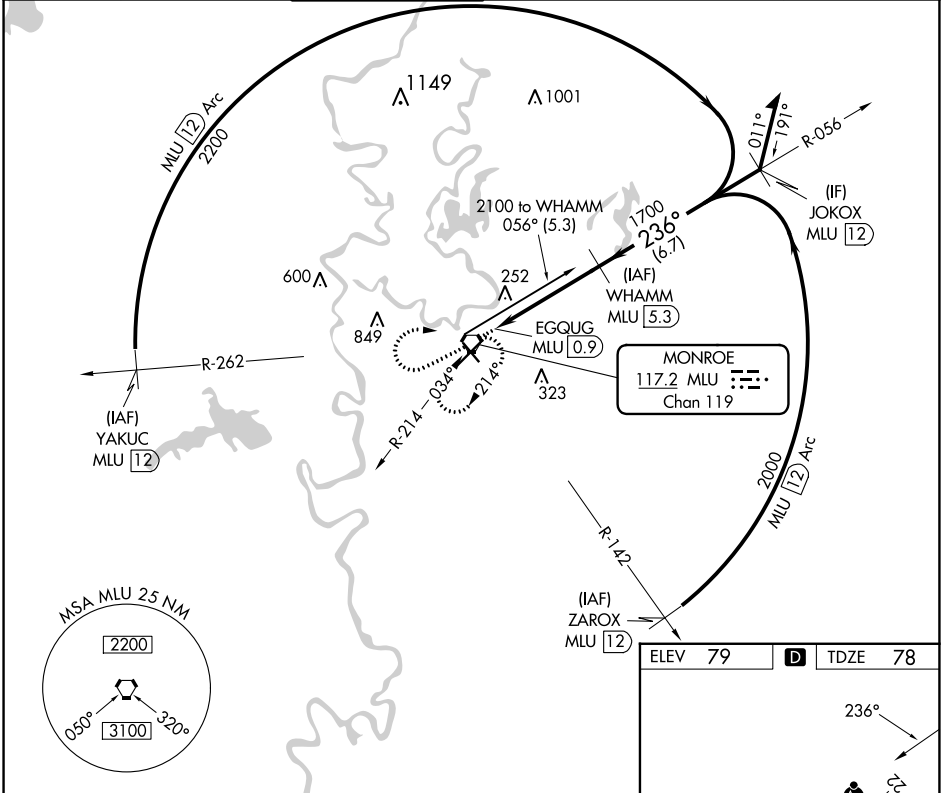 1149
1001
MLU 12 Arc
2200
011°
191°
R-056
(IF)
JOKOX
MLU 12
2100 to WHAMM
056° (5.3)
1700
236°
(6.7)
(IAF)
WHAMM
MLU 5.3
600
252
849
EGQUG
MLU 0.9
MONROE
117.2 MLU
Chan 119
323
R-262
(IAF)
YAKUC
MLU 12
R-214
034°
214°
2000
MLU 12 Arc
R-142
(IAF)
ZAROX
MLU 12
MSA MLU 25 NM
2200
050°
320°
3100
ELEV 79
D
TDZE 78
236°
22